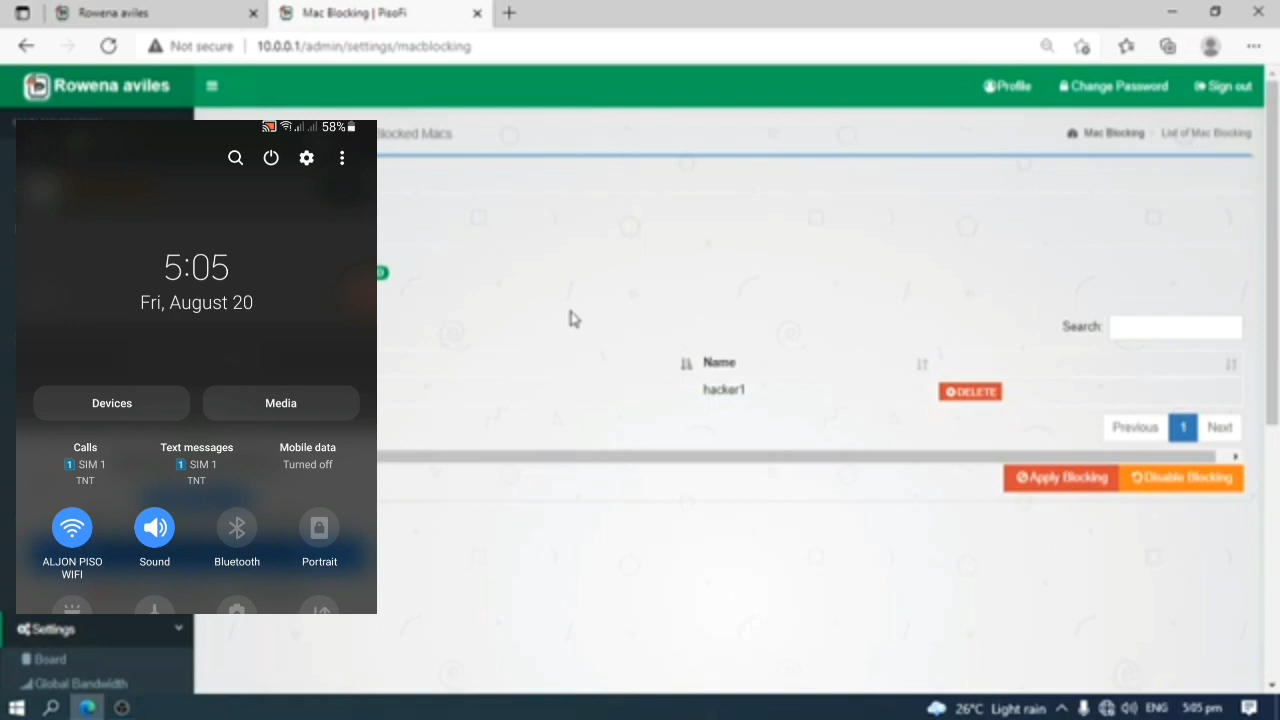 Rowena aviles
Mac Blocking | PisoFi
Not secure
10.0.0.1/admin/settings/macblocking
Rowena aviles
Profile
Change Password
Sign out
Blocked Macs
Mac Blocking
List of Mac Blocking
58%
5:05
Fri, August 20
Devices
Media
Calls
Text messages
Mobile data
1 SIM 1
1 SIM 1
Turned off
TNT
TNT
ALJON PISO
WIFI
Sound
Bluetooth
Portrait
Search:
Name
hacker1
DELETE
Previous
1
Next
Apply Blocking
Disable Blocking
Settings
Board
Global Bandwidth
26°C Light rain
ENG
5:05 pm